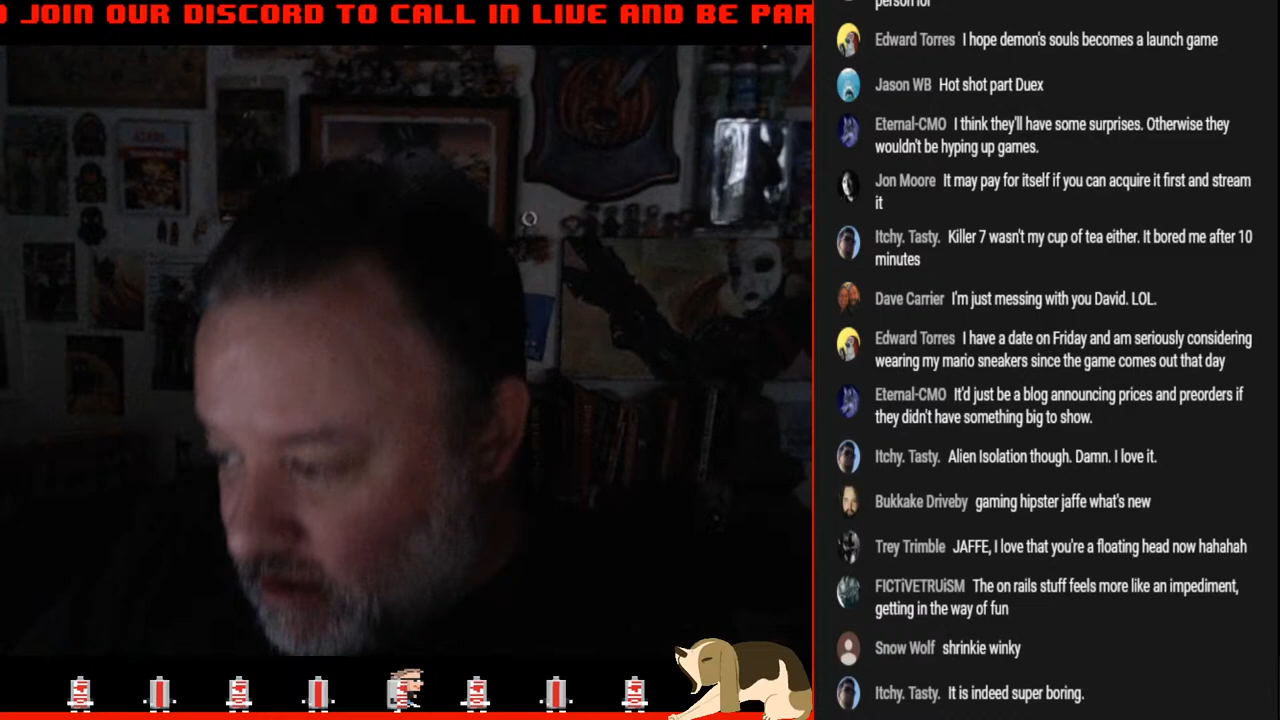 JOIN OUR DISCORD TO CALL IN LIVE AND BE PAR
person lol
Edward Torres I hope demon's souls becomes a launch game
Jason WB Hot shot part Duex
Eternal-CMO I think they'll have some surprises. Otherwise they
wouldn't be hyping up games.
Jon Moore It may pay for itself if you can acquire it first and stream
it
Itchy. Tasty. Killer 7 wasn't my cup of tea either. It bored me after 10
minutes
Dave Carrier I'm just messing with you David. LOL.
Edward Torres I have a date on Friday and am seriously considering
wearing my mario sneakers since the game comes out that day
Eternal-CMO It'd just be a blog announcing prices and preorders if
they didn't have something big to show.
Itchy. Tasty. Alien Isolation though. Damn. I love it.
Bukkake Driveby gaming hipster jaffe what's new
Trey Trimble JAFFE, I love that you're a floating head now hahahah
FICTiVETRUiSM The on rails stuff feels more like an impediment,
getting in the way of fun
Snow Wolf shrinkie winky
Itchy. Tasty. It is indeed super boring.